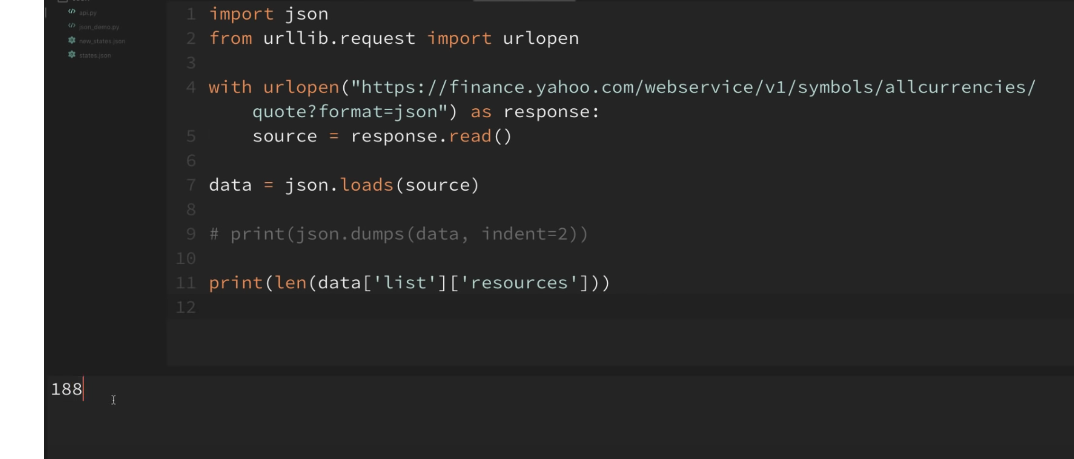 api.py
json_demo.py
new_states.json
states.json
1 import json
2 from urllib.request import urlopen
3
4 with urlopen("https://finance.yahoo.com/webservice/v1/symbols/allcurrencies/
quote?format=json") as response:
5 source = response.read()
6
7 data = json.loads(source)
8
9 # print(json.dumps(data, indent=2))
10
11 print(len(data['list']['resources']))
12
188